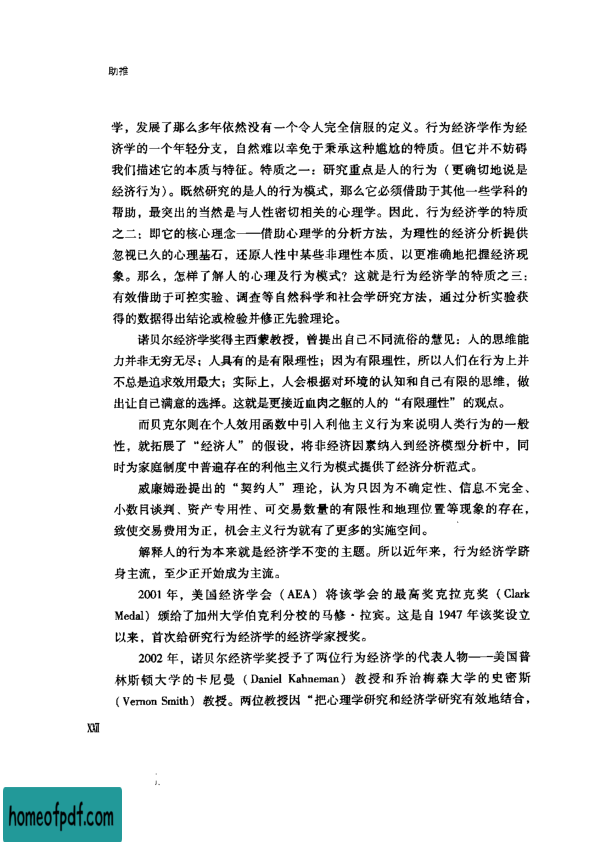 助推
学，发展了那么多年依然没有一个令人完全信服的定义。行为经济学作为经
济学的一个年轻分支，自然难以幸免于秉承这种尴尬的特质。但它并不妨碍
我们描述它的本质与特征。特质之一：研究重点是人的行为（更确切地说是
经济行为）。既然研究的是人的行为模式，那么它必须借助于其他一些学科的
帮助，最突出的当然是与人性密切相关的心理学。因此，行为经济学的特质
之二：即它的核心理念——借助心理学的分析方法，为理性的经济分析提供
忽视已久的心理基石，还原人性中某些非理性本质，以更准确地把握经济现
象。那么，怎样了解人的心理及行为模式？这就是行为经济学的特质之三：
有效借助于可控实验、调查等自然科学和社会学研究方法，通过分析实验获
得的数据得出结论或检验并修正先验理论。
诺贝尔经济学奖得主西蒙教授，曾提出自己不同流俗的慧见：人的思维能
力并非无穷无尽；人具有的是有限理性；因为有限理性，所以人们在行为上并
不总是追求效用最大；实际上，人会根据对环境的认知和自己有限的思维，做
出让自己满意的选择。这就是更接近血肉之躯的人的“有限理性”的观点。
而贝克尔则在个人效用函数中引入利他主义行为来说明人类行为的一般
性，就拓展了“经济人”的假设，将非经济因素纳入到经济模型分析中，同
时为家庭制度中普遍存在的利他主义行为模式提供了经济分析范式。
威廉姆逊提出的“契约人”理论，认为只因为不确定性、信息不完全、
小数目谈判、资产专用性、可交易数量的有限性和地理位置等现象的存在，
致使交易费用为正，机会主义行为就有了更多的实施空间。
解释人的行为本来就是经济学不变的主题。所以近年来，行为经济学跻
身主流，至少正开始成为主流。
2001 年，美国经济学会（AEA）将该学会的最高奖克拉克奖（Clark
Medal）颁给了加州大学伯克利分校的马修·拉宾。这是自 1947 年该奖设立
以来，首次给研究行为经济学的经济学家授奖。
2002 年，诺贝尔经济学奖授予了两位行为经济学的代表人物——美国普
林斯顿大学的卡尼曼（Daniel Kahneman）教授和乔治梅森大学的史密斯
（Vernon Smith）教授。两位教授因“把心理学研究和经济学研究有效地结合，
XXII
homeofpdf.com